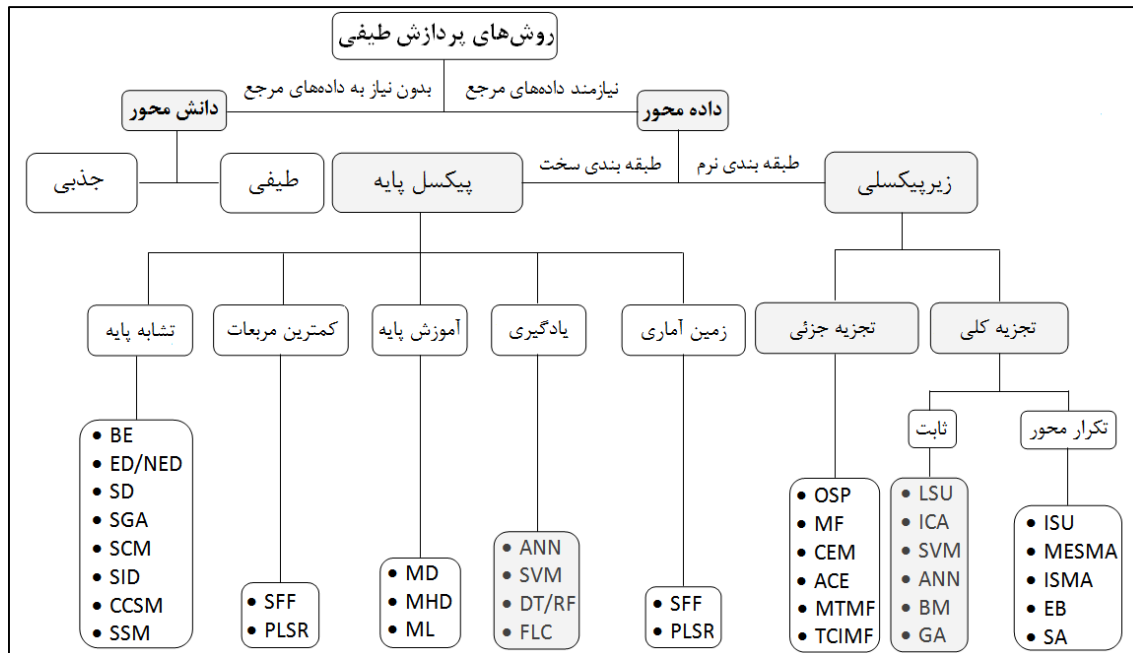 روش‌های پردازش طیفی
نیازمند داده‌های مرجع
بدون نیاز به داده‌های مرجع
داده محور
دانش محور
طبقه بندی نرم
طبقه بندی سخت
زیرپیکسلی
پیکسل پایه
طیفی
جذبی
تجزیه کلی
تجزیه جزئی
زمین آماری
یادگیری
آموزش پایه
کمترین مربعات
تشابه پایه
تکرار محور
ثابت
• ISU
• MESMA
• ISMA
• EB
• SA
• LSU
• ICA
• SVM
• ANN
• BM
• GA
• OSP
• MF
• CEM
• ACE
• MTMF
• TCIMF
• SFF
• PLSR
• ANN
• SVM
• DT/RF
• FLC
• MD
• MHD
• ML
• SFF
• PLSR
• BE
• ED/NED
• SD
• SGA
• SCM
• SID
• CCSM
• SSM